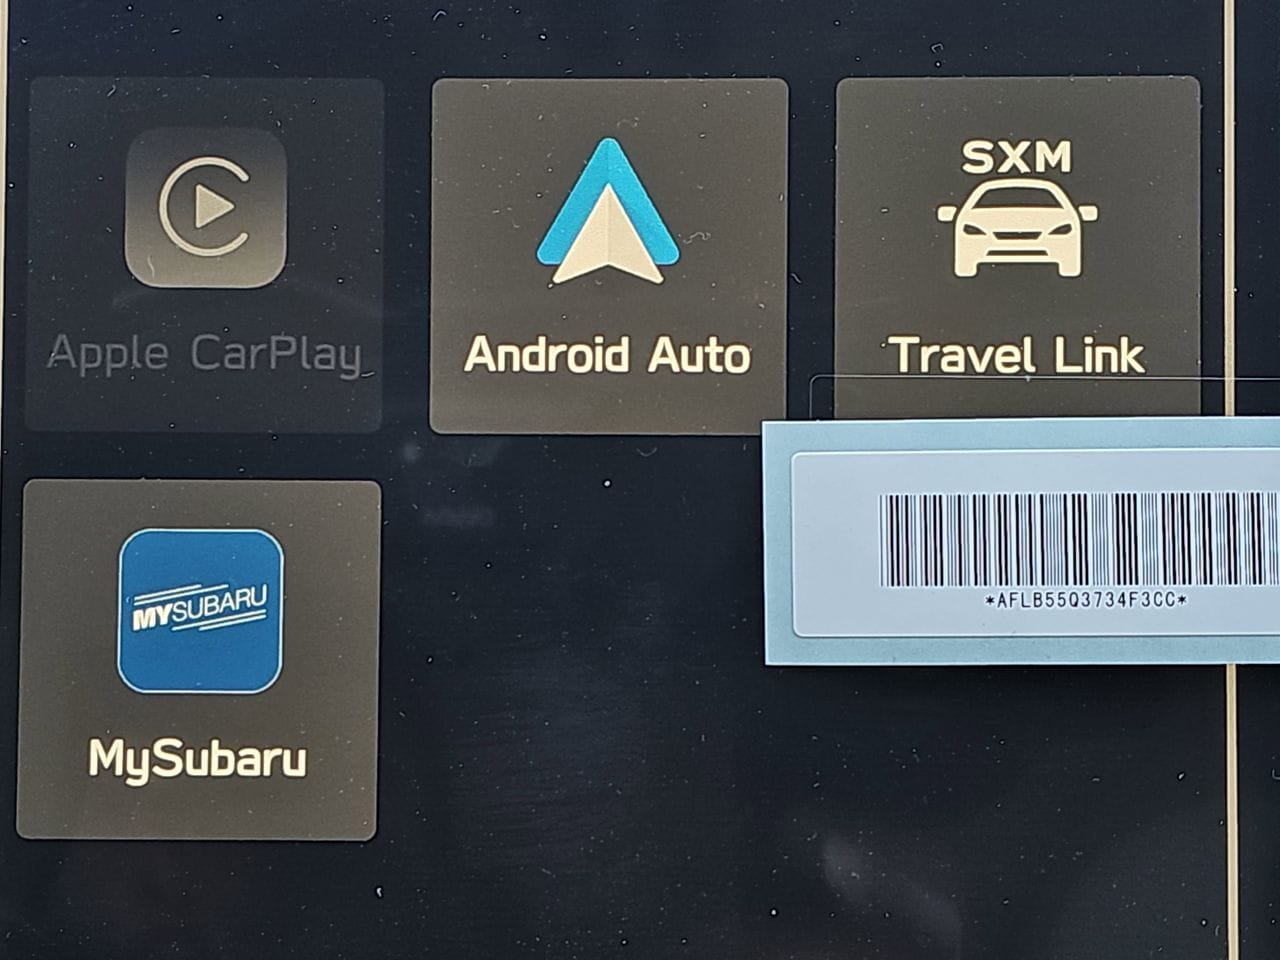 Apple CarPlay
Android Auto
SXM
Travel Link
*AFLB55Q3734F3CC*
MYSUBARU
MySubaru